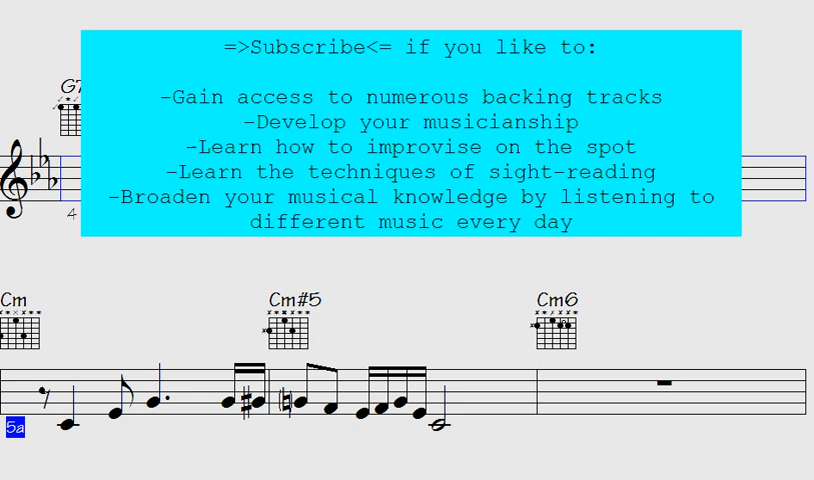 =>Subscribe<= if you like to:
-Gain access to numerous backing tracks
-Develop your musicianship
-Learn how to improvise on the spot
-Learn the techniques of sight-reading
-Broaden your musical knowledge by listening to
different music every day
4
Cm Cm#5 Cm6
5a